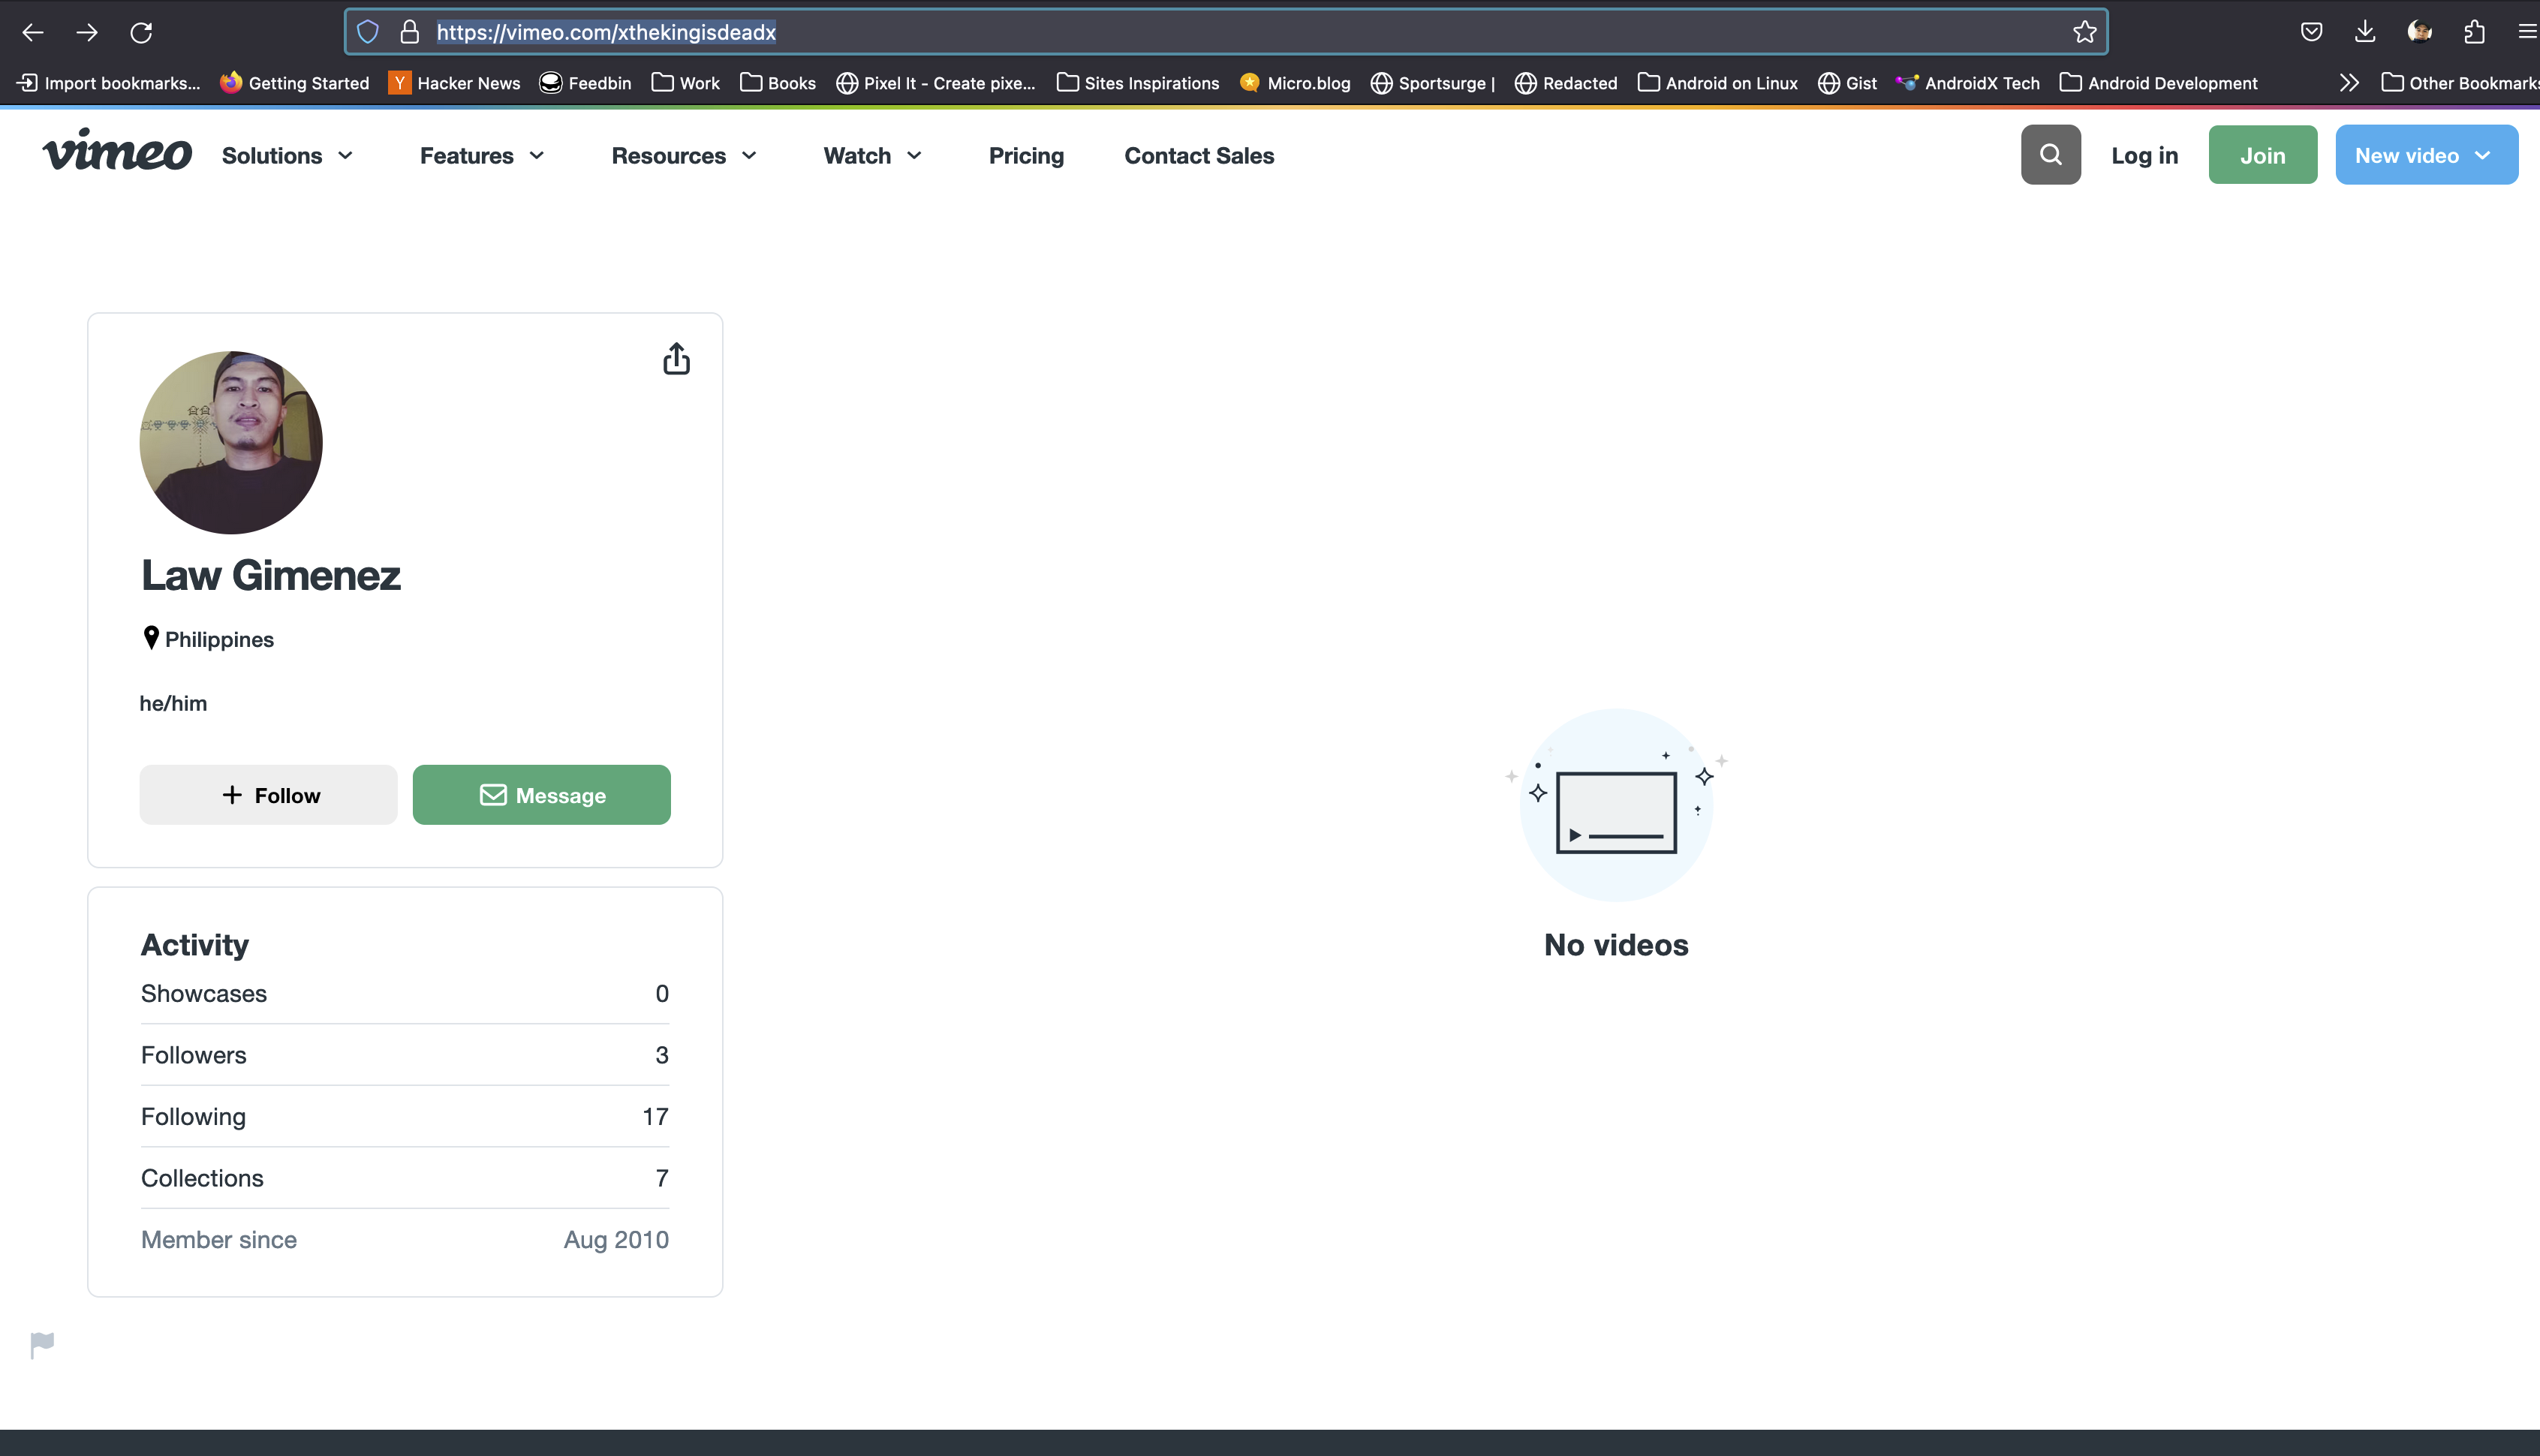 https://vimeo.com/xthekingisdeadx
Import bookmarks... Getting Started Y Hacker News Feedbin Work Books Pixel It - Create pixe... Sites Inspirations Micro.blog Sportsurge | Redacted Android on Linux Gist AndroidX Tech Android Development Other Bookmarks
vimeo Solutions Features Resources Watch Pricing Contact Sales Log in Join New video
Law Gimenez
Philippines
he/him
+ Follow Message
Activity
Showcases 0
Followers 3
Following 17
Collections 7
Member since Aug 2010
No videos